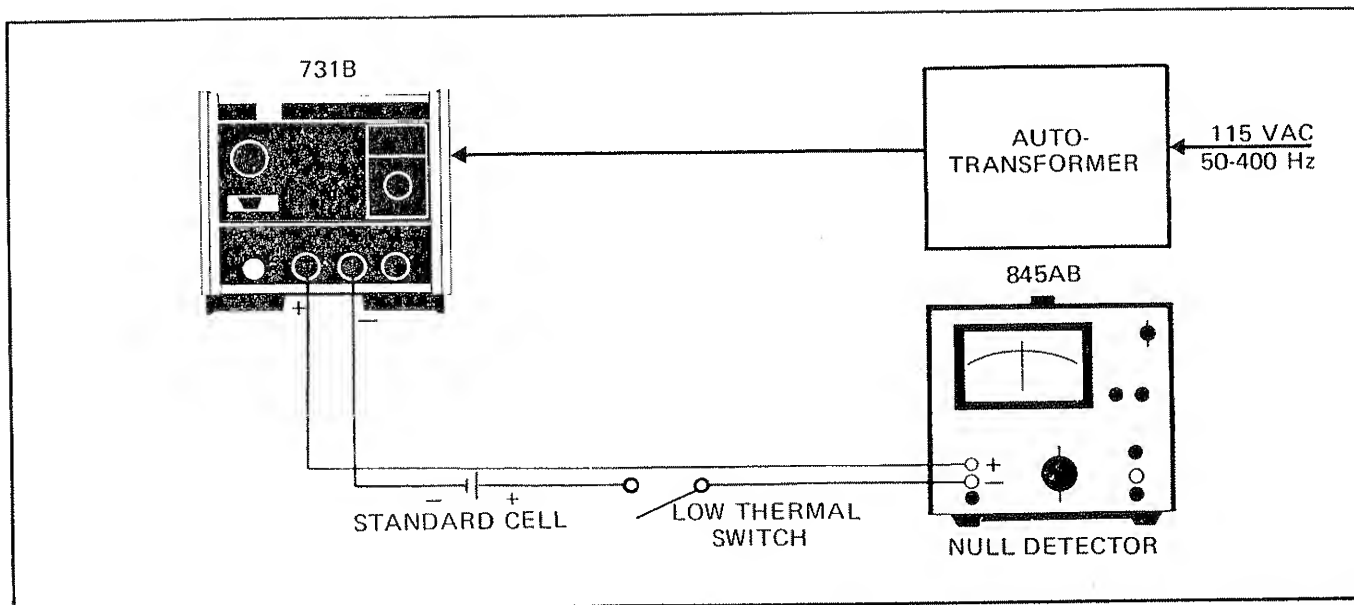 731B
AUTO-
TRANSFORMER
115 VAC
50-400 Hz
845AB
+
−
+
−
− +
STANDARD CELL
LOW THERMAL
SWITCH
NULL DETECTOR